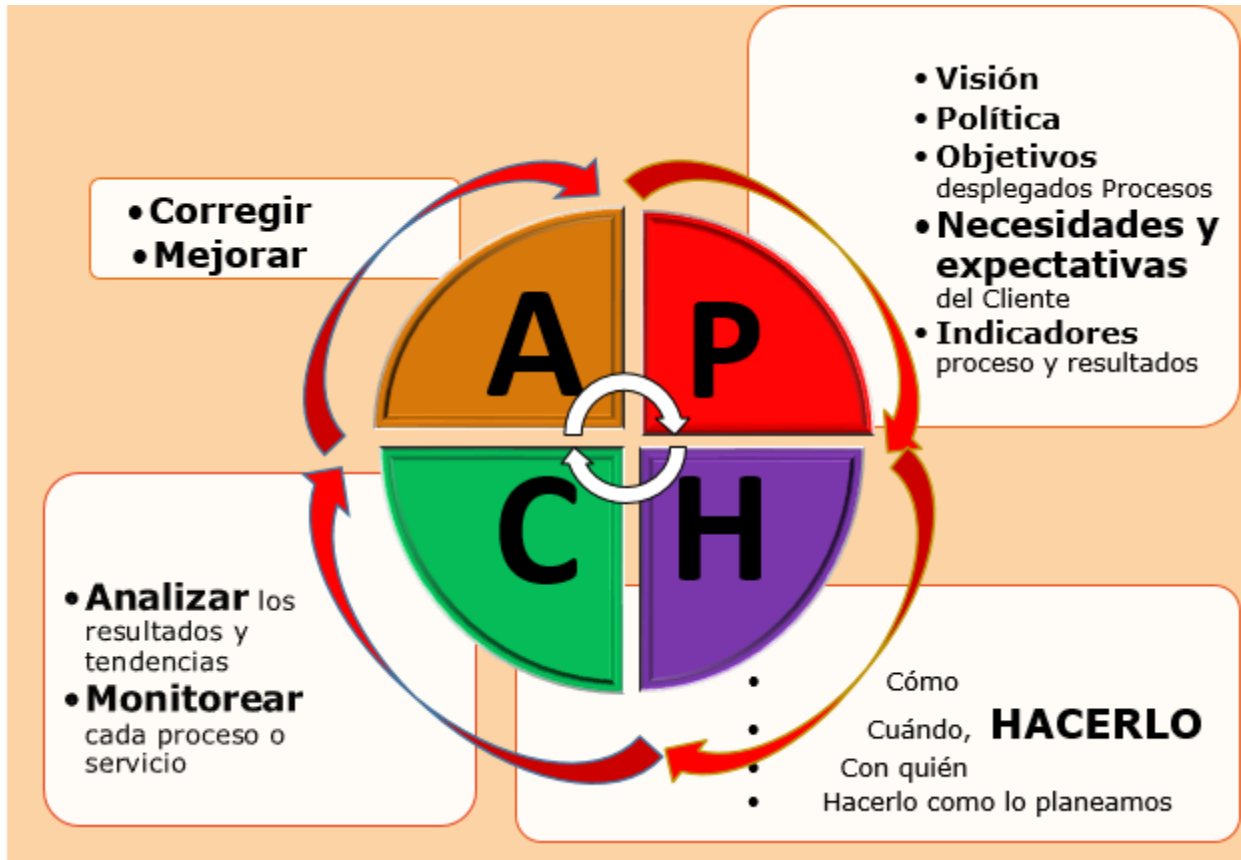 • Visión
• Política
• Objetivos
desplegados Procesos
• Necesidades y
expectativas
del Cliente
• Indicadores
proceso y resultados
• Corregir
• Mejorar
A
P
C
H
• Analizar los
resultados y
tendencias
• Monitorear
cada proceso o
servicio
• Cómo
• Cuándo, HACERLO
• Con quién
• Hacerlo como lo planeamos